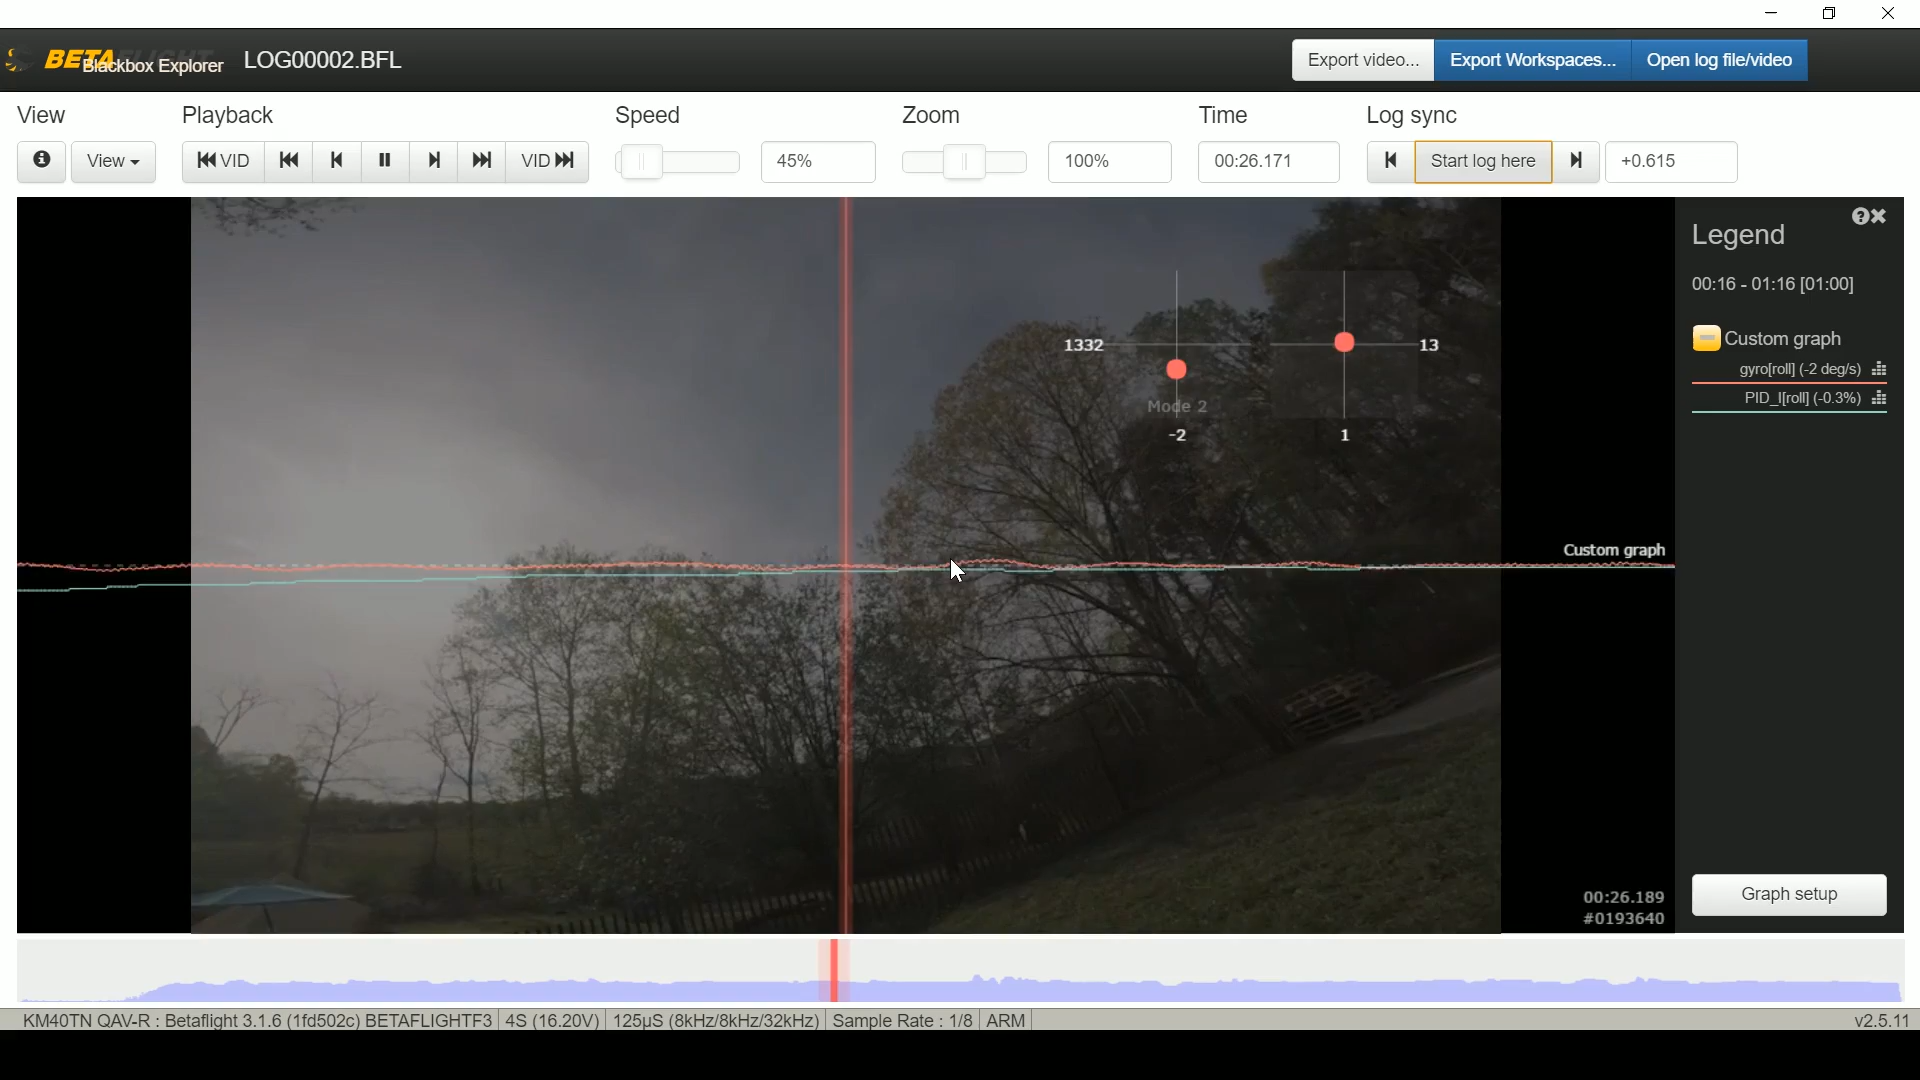 BETAFLIGHT
Blackbox Explorer
LOG00002.BFL
Export video...
Export Workspaces...
Open log file/video
View
Playback
Speed
Zoom
Time
Log sync
View
VID
VID
45%
100%
00:26.171
Start log here
+0.615
Legend
00:16 - 01:16 [01:00]
Custom graph
gyro[roll] (-2 deg/s)
PID_I[roll] (-0.3%)
1332
13
Mode 2
-2
1
Custom graph
00:26.189
#0193640
Graph setup
KM40TN QAV-R : Betaflight 3.1.6 (1fd502c) BETAFLIGHTF3
4S (16.20V)
125µS (8kHz/8kHz/32kHz)
Sample Rate : 1/8
ARM
v2.5.11